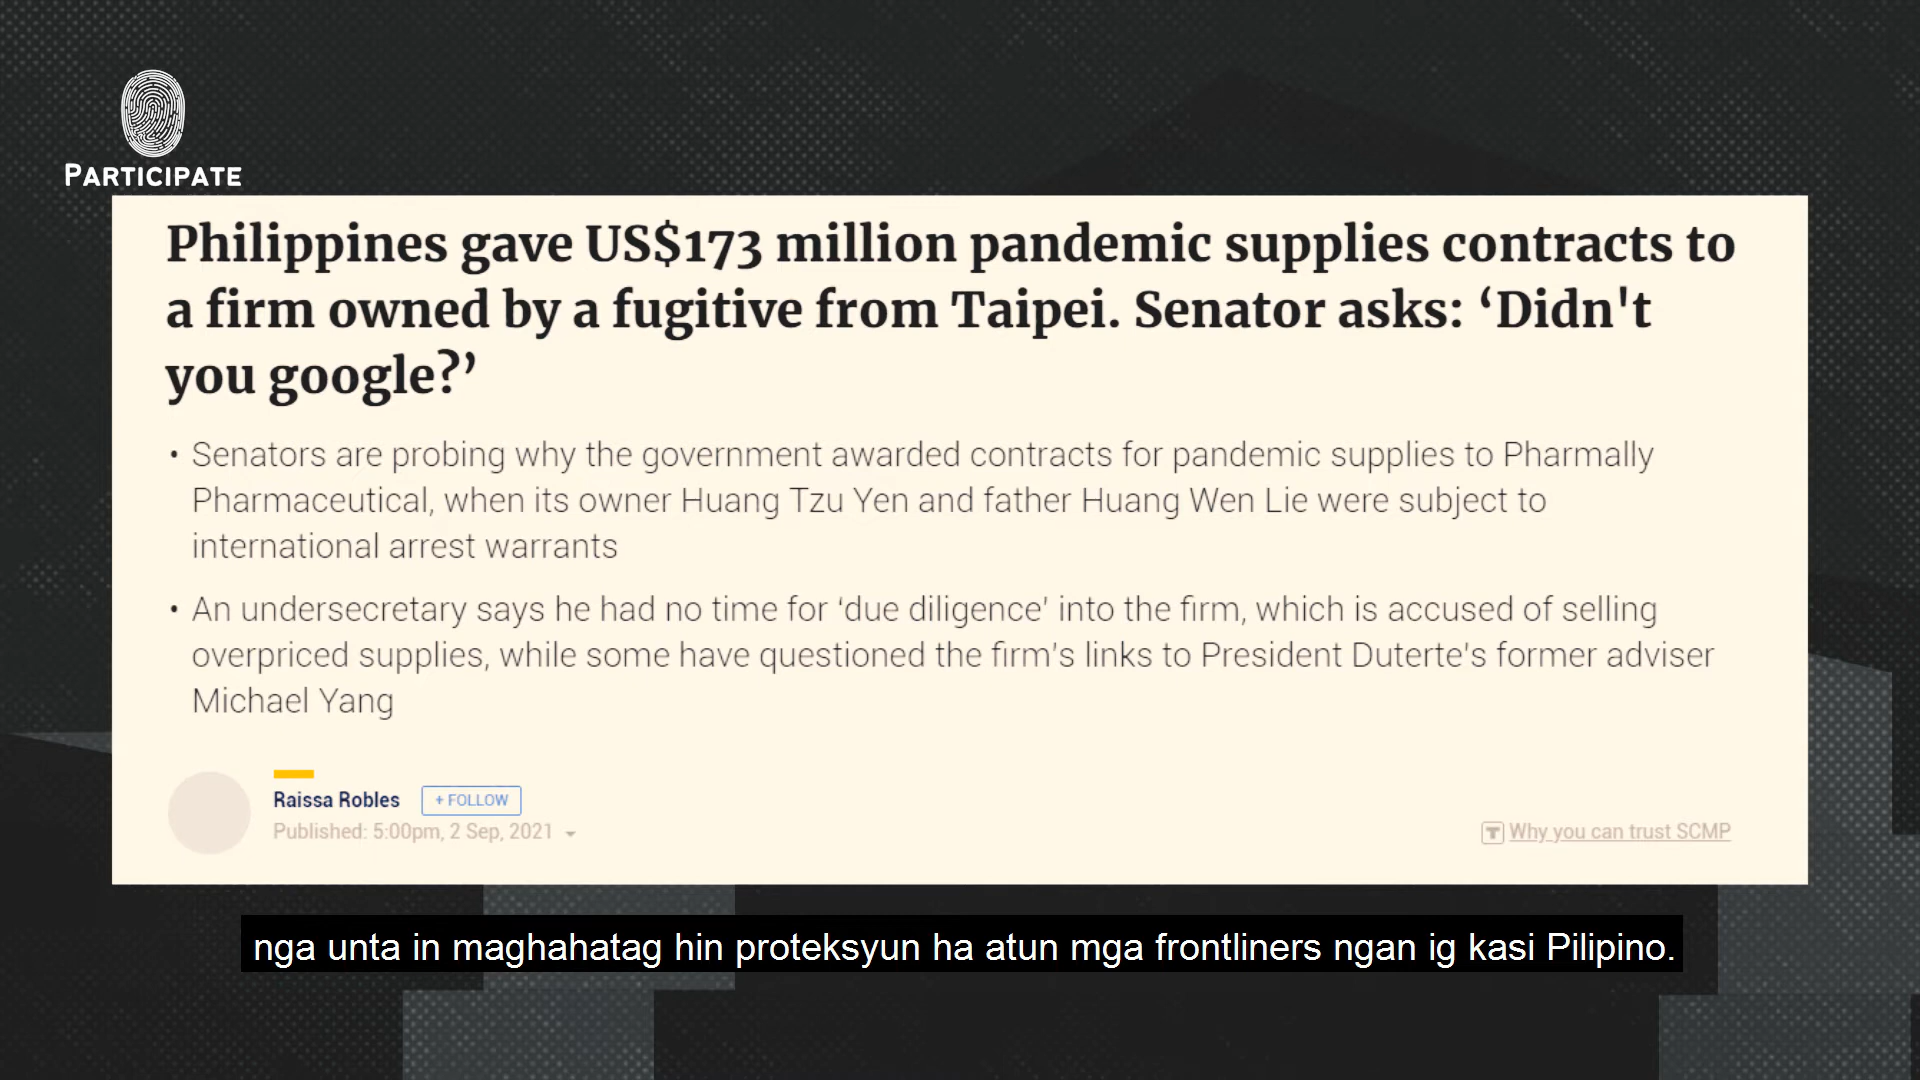 PARTICIPATE
Philippines gave US$173 million pandemic supplies contracts to
a firm owned by a fugitive from Taipei. Senator asks: ‘Didn't
you google?’
• Senators are probing why the government awarded contracts for pandemic supplies to Pharmally
Pharmaceutical, when its owner Huang Tzu Yen and father Huang Wen Lie were subject to
international arrest warrants
• An undersecretary says he had no time for ‘due diligence’ into the firm, which is accused of selling
overpriced supplies, while some have questioned the firm's links to President Duterte's former adviser
Michael Yang
Raissa Robles + FOLLOW
Published: 5:00pm, 2 Sep, 2021
T Why you can trust SCMP
nga unta in maghahatag hin proteksyun ha atun mga frontliners ngan ig kasi Pilipino.